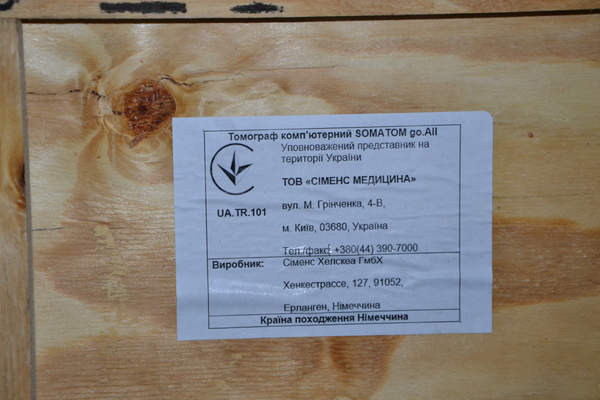 Томограф комп'ютерний SOMATOM go.All
Уповноважений представник на
території України
ТОВ «СІМЕНС МЕДИЦИНА»
UA.TR.101
вул. М. Грінченка, 4-В,
м. Київ, 03680, Україна
Тел./факс +380(44) 390-7000
Виробник: Сіменс Хелскеа ГмбХ
Хенкестрассе, 127, 91052,
Ерланген, Німеччина
Країна походження Німеччина